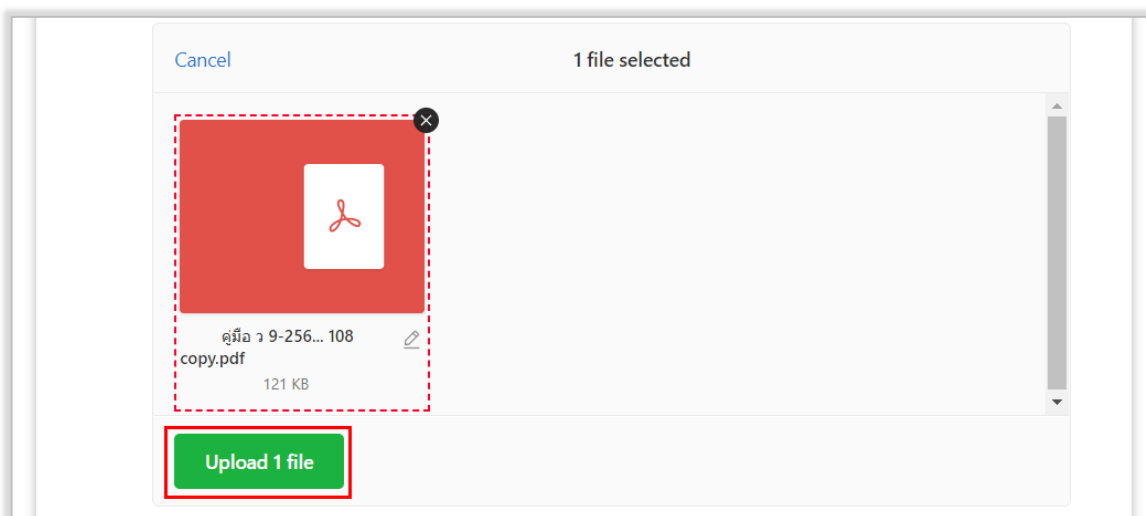 Cancel
1 file selected
คู่มือ ว 9-256... 108
copy.pdf
121 KB
Upload 1 file